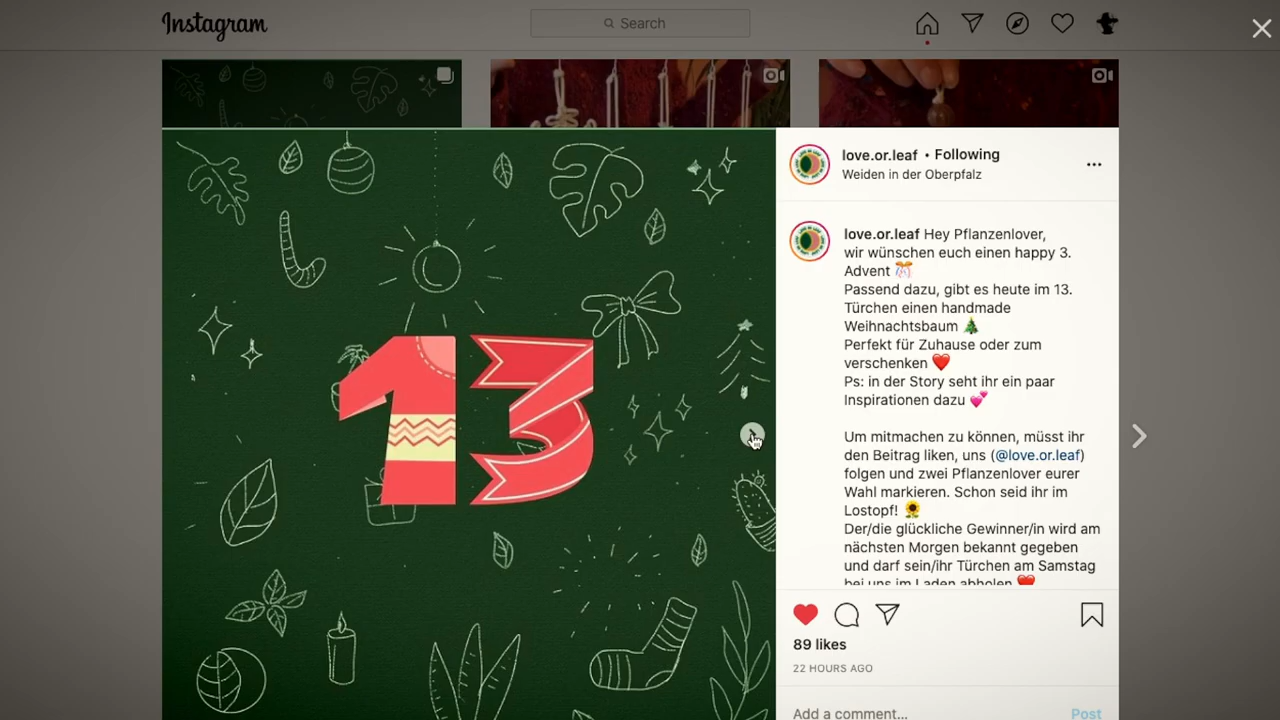 Instagram
Search
13
love.or.leaf • Following
Weiden in der Oberpfalz
love.or.leaf Hey Pflanzenlover,
wir wünschen euch einen happy 3.
Advent 🎊
Passend dazu, gibt es heute im 13.
Türchen einen handmade
Weihnachtsbaum 🎄
Perfekt für Zuhause oder zum
verschenken ❤️
Ps: in der Story seht ihr ein paar
Inspirationen dazu 💕
Um mitmachen zu können, müsst ihr
den Beitrag liken, uns (@love.or.leaf)
folgen und zwei Pflanzenlover eurer
Wahl markieren. Schon seid ihr im
Lostopf! 🌻
Der/die glückliche Gewinner/in wird am
nächsten Morgen bekannt gegeben
und darf sein/ihr Türchen am Samstag
bei uns im Laden abholen ❤️
89 likes
22 HOURS AGO
Add a comment... Post